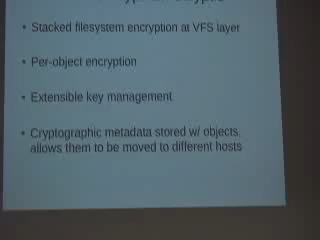 • Stacked filesystem encryption at VFS layer
• Per-object encryption
• Extensible key management
• Cryptographic metadata stored w/ objects,
allows them to be moved to different hosts